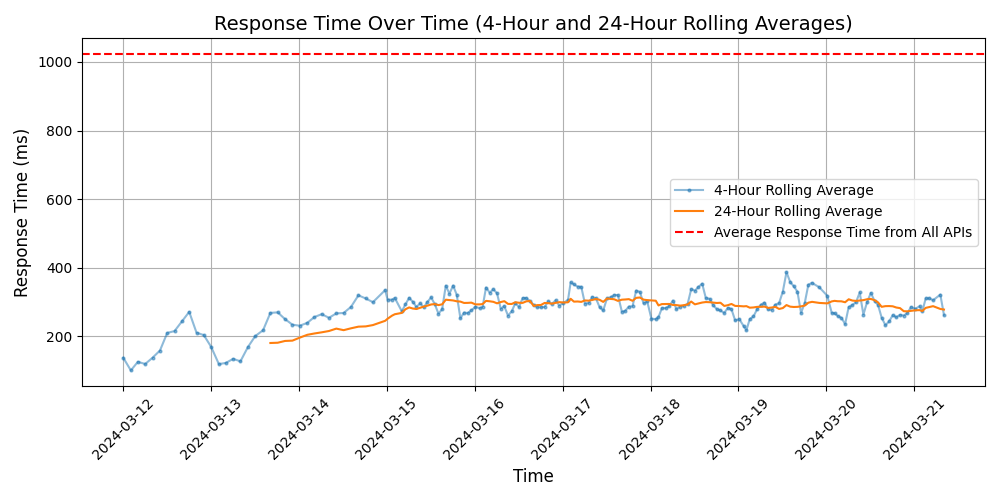 Response Time Over Time (4-Hour and 24-Hour Rolling Averages)
Response Time (ms)
1000
800
600
400
200
4-Hour Rolling Average
24-Hour Rolling Average
Average Response Time from All APIs
2024-03-12
2024-03-13
2024-03-14
2024-03-15
2024-03-16
2024-03-17
2024-03-18
2024-03-19
2024-03-20
2024-03-21
Time